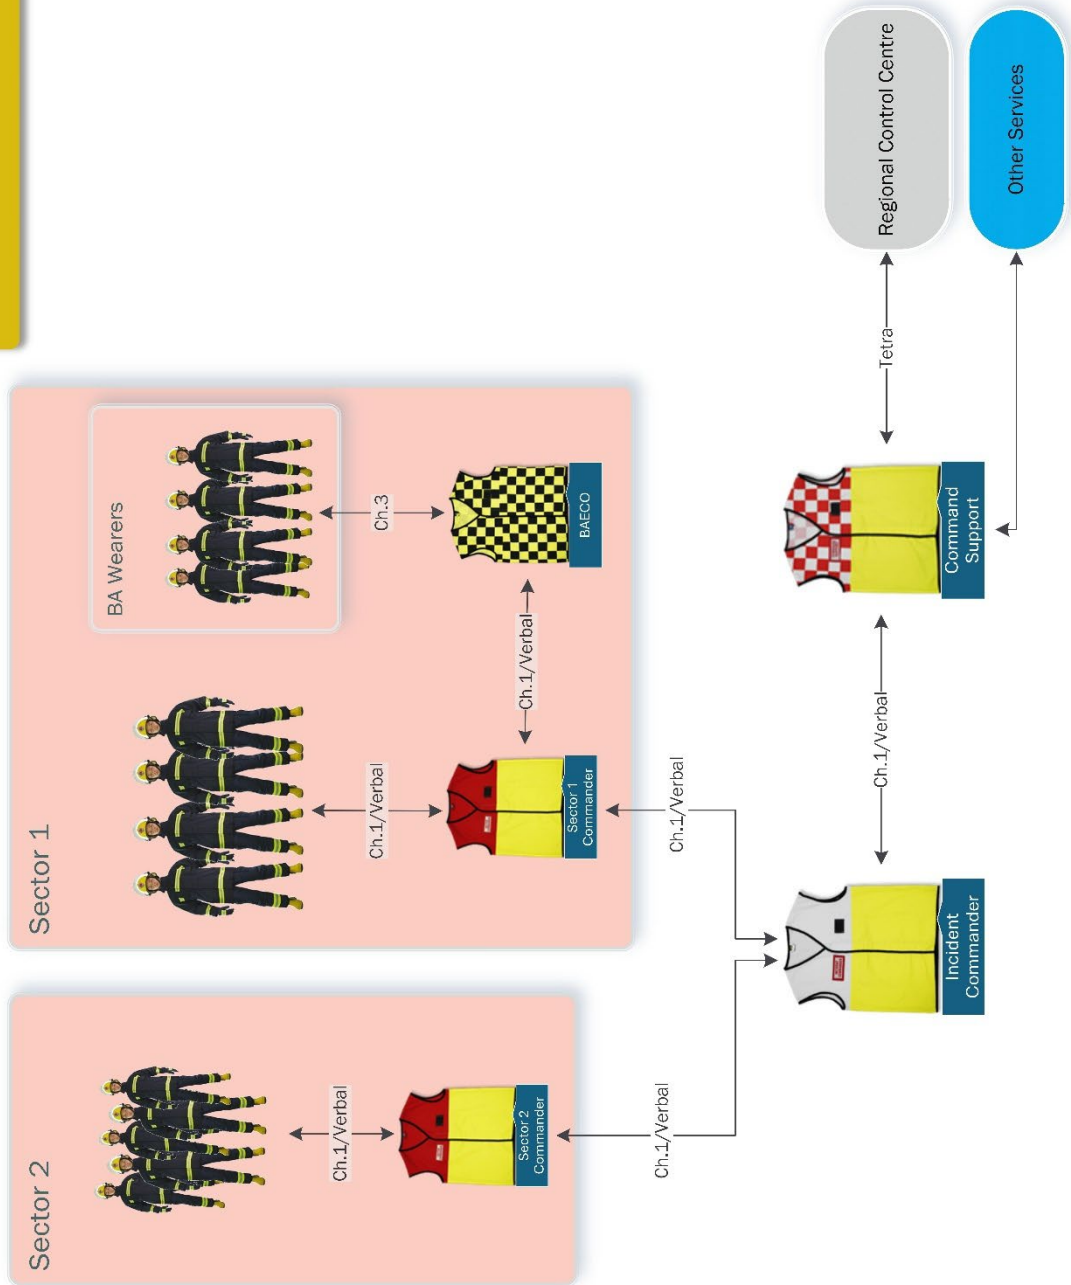 Sector 2
Ch.1/Verbal
Sector 2
Commander
Ch.1/Verbal
Sector 1
BA Wearers
Ch.1/Verbal
Ch.3
Sector 1
Commander
Ch.1/Verbal
BAECO
Ch.1/Verbal
Incident
Commander
Ch.1/Verbal
Command
Support
Tetra
Regional Control Centre
Other Services